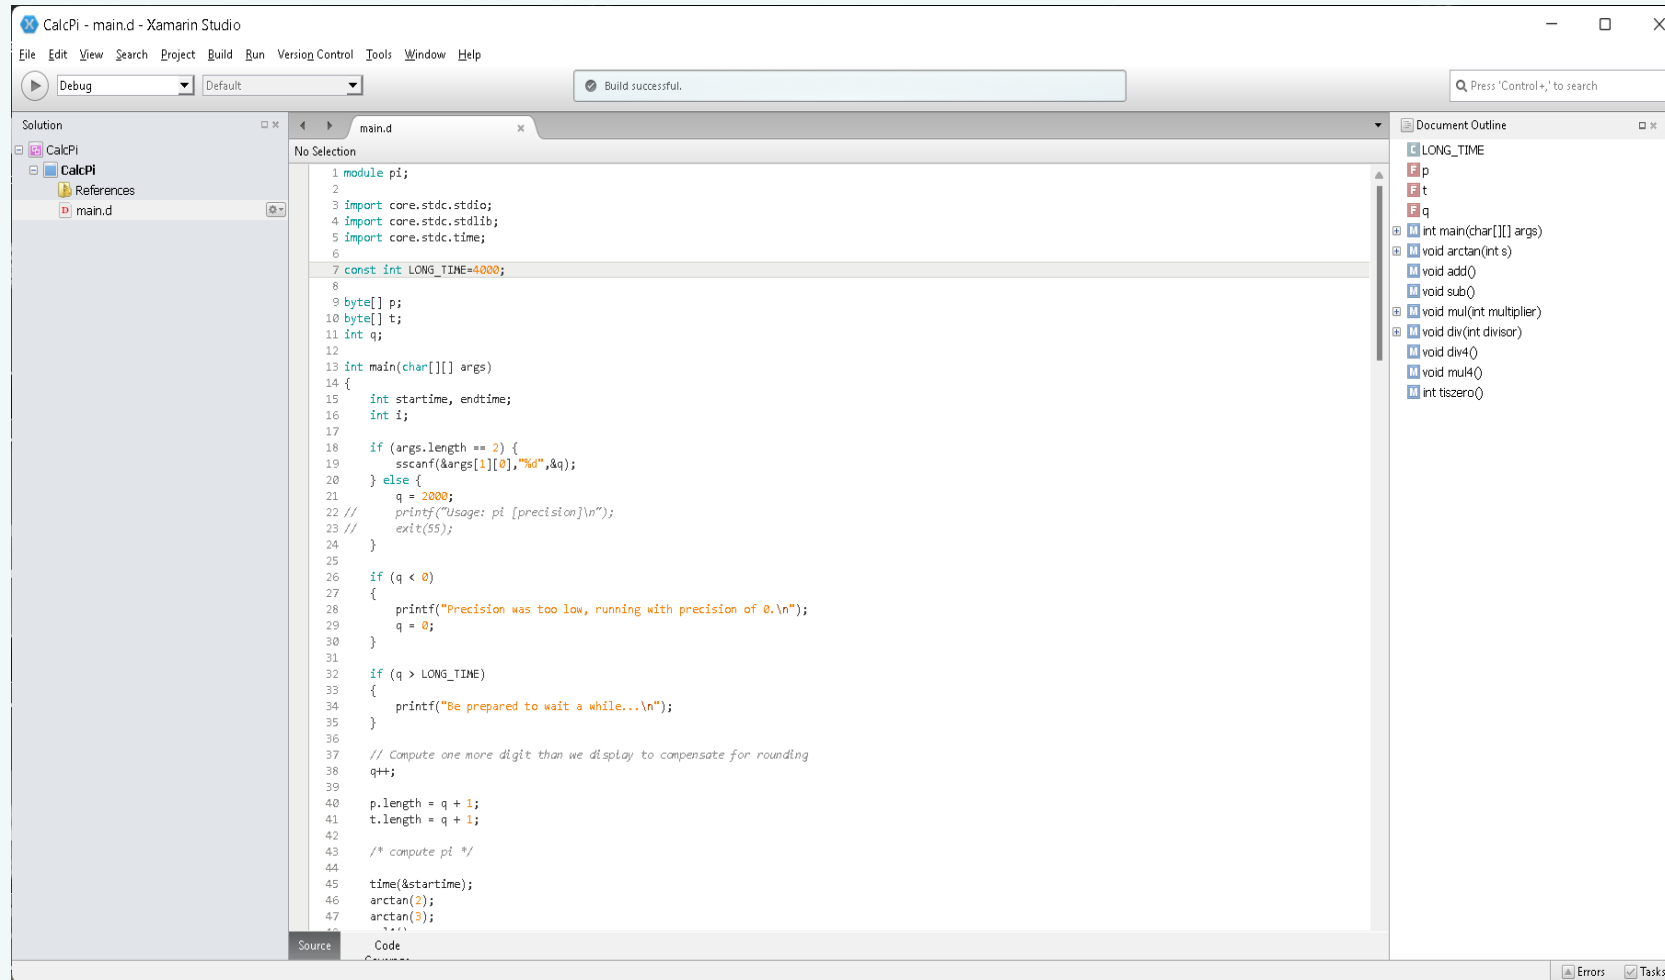 CalcPi - main.d - Xamarin Studio
File Edit View Search Project Build Run Version Control Tools Window Help
Debug Default Build successful. Press 'Control+,' to search
Solution
CalcPi
CalcPi
References
main.d
main.d
No Selection
1 module pi;
2
3 import core.stdc.stdio;
4 import core.stdc.stdlib;
5 import core.stdc.time;
6
7 const int LONG_TIME=4000;
8
9 byte[] p;
10 byte[] t;
11 int q;
12
13 int main(char[][] args)
14 {
15     int startime, endtime;
16     int i;
17
18     if (args.length == 2) {
19         sscanf(&args[1][0],"%d",&q);
20     } else {
21         q = 2000;
22 //      printf("Usage: pi [precision]\n");
23 //      exit(55);
24     }
25
26     if (q < 0)
27     {
28         printf("Precision was too low, running with precision of 0.\n");
29         q = 0;
30     }
31
32     if (q > LONG_TIME)
33     {
34         printf("Be prepared to wait a while...\n");
35     }
36
37     // Compute one more digit than we display to compensate for rounding
38     q++;
39
40     p.length = q + 1;
41     t.length = q + 1;
42
43     /* compute pi */
44
45     time(&startime);
46     arctan(2);
47     arctan(3);
Source Code
Document Outline
LONG_TIME
p
t
q
int main(char[][] args)
void arctan(int s)
void add()
void sub()
void mul(int multiplier)
void div(int divisor)
void div4()
void mul4()
int tiszero()
Errors Tasks